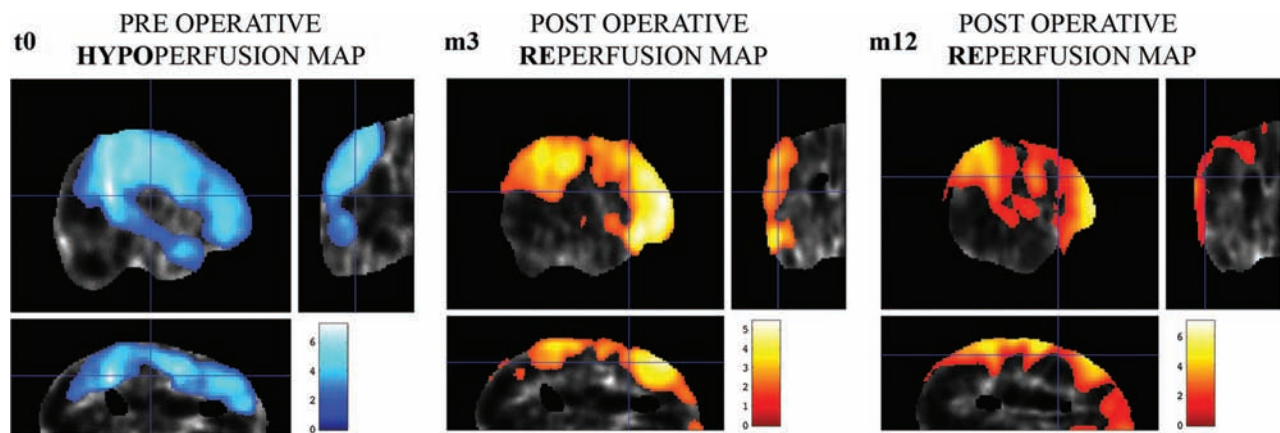 t0
PRE OPERATIVE
HYPOPERFUSION MAP
m3
POST OPERATIVE
REPERFUSION MAP
m12
POST OPERATIVE
REPERFUSION MAP
6
4
2
0
5
4
3
2
1
0
6
4
2
0